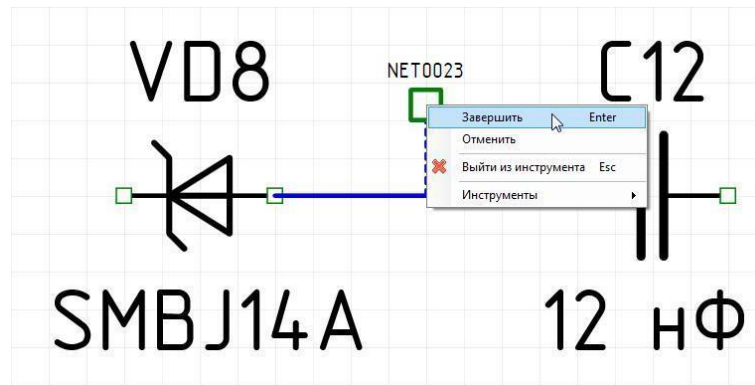 VD8
NET0023
C12
Завершить Enter
Отменить
Выйти из инструмента Esc
Инструменты
SMBJ14A
12 нФ